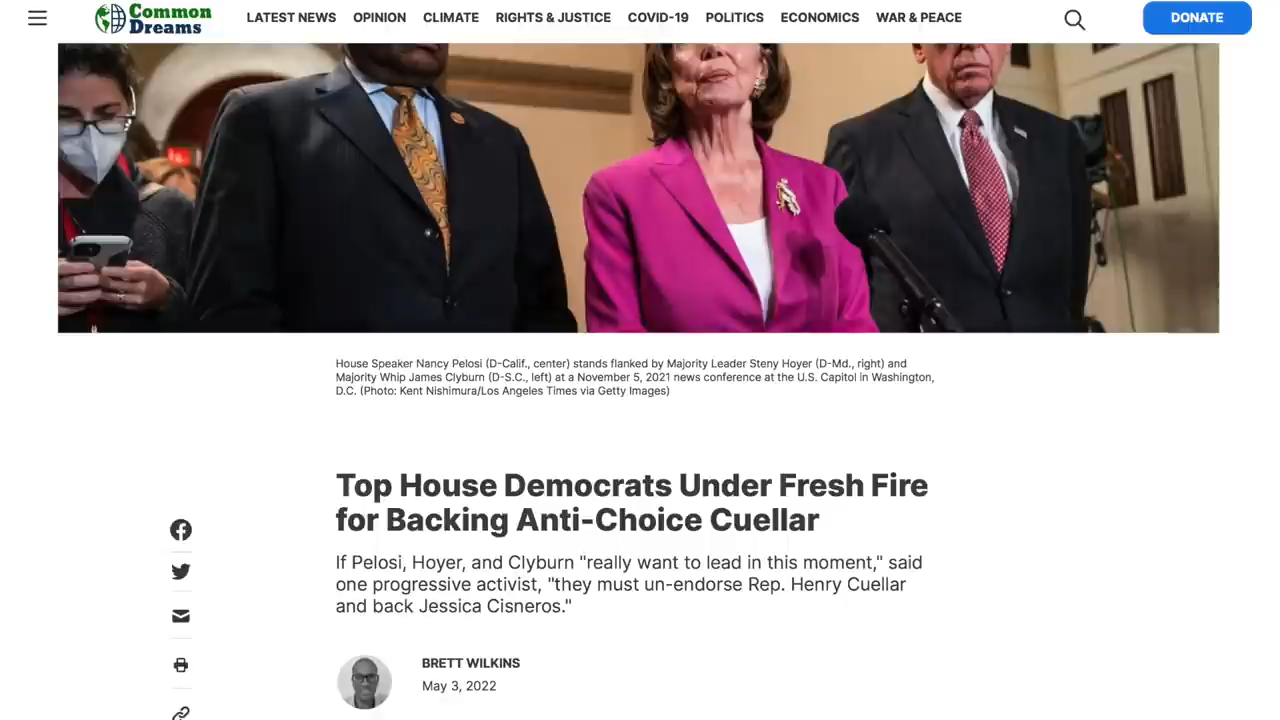 Common
Dreams
LATEST NEWS OPINION CLIMATE RIGHTS & JUSTICE COVID-19 POLITICS ECONOMICS WAR & PEACE
DONATE
House Speaker Nancy Pelosi (D-Calif., center) stands flanked by Majority Leader Steny Hoyer (D-Md., right) and
Majority Whip James Clyburn (D-S.C., left) at a November 5, 2021 news conference at the U.S. Capitol in Washington,
D.C. (Photo: Kent Nishimura/Los Angeles Times via Getty Images)
Top House Democrats Under Fresh Fire
for Backing Anti-Choice Cuellar
If Pelosi, Hoyer, and Clyburn "really want to lead in this moment," said
one progressive activist, "they must un-endorse Rep. Henry Cuellar
and back Jessica Cisneros."
BRETT WILKINS
May 3, 2022